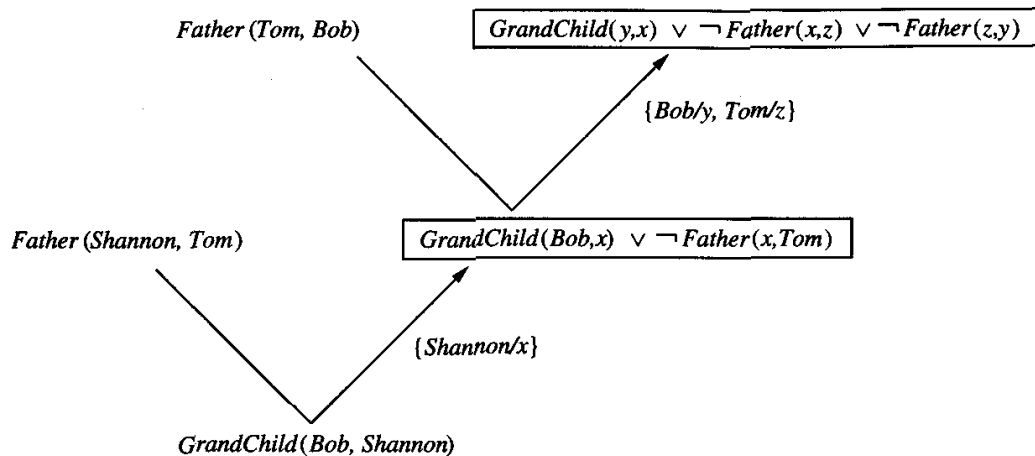 Father (Tom, Bob)
GrandChild(y,x) ∨ ¬ Father(x,z) ∨ ¬ Father(z,y)
{Bob/y, Tom/z}
Father (Shannon, Tom)
GrandChild(Bob,x) ∨ ¬ Father(x,Tom)
{Shannon/x}
GrandChild(Bob, Shannon)